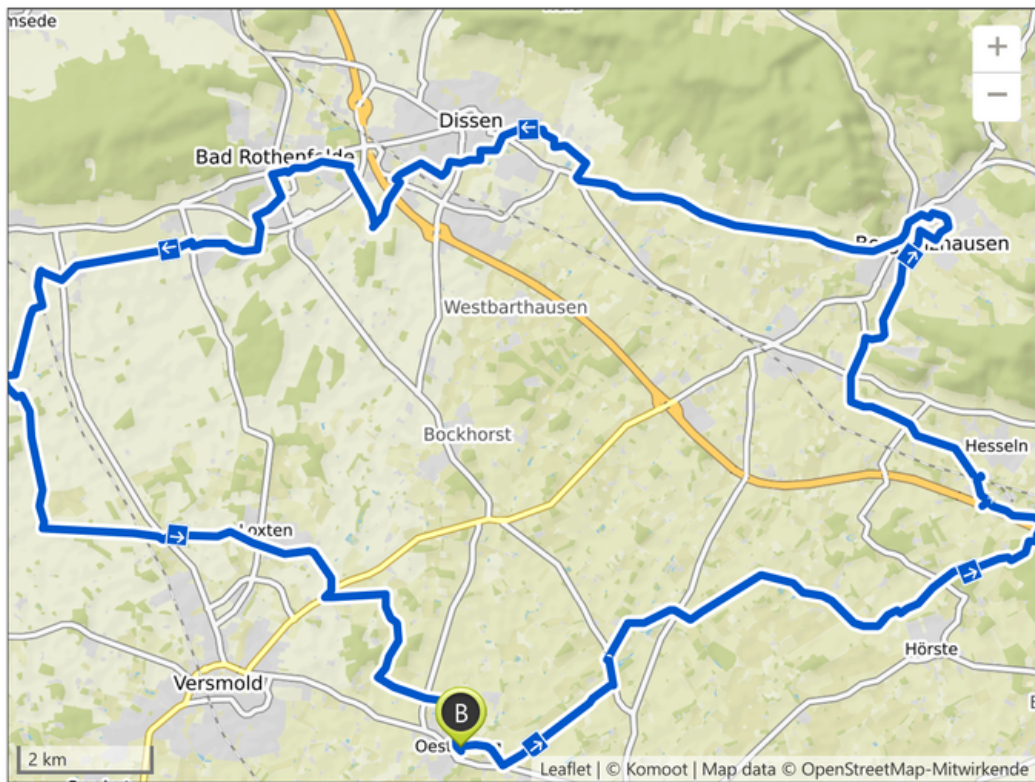 Dissen
Bad Rothenfelde
Westbarthausen
Bockhorst
Hesseln
Loxten
Hörste
Versmold
B
2 km
Leaflet | © Komoot | Map data © OpenStreetMap-Mitwirkende
+
−